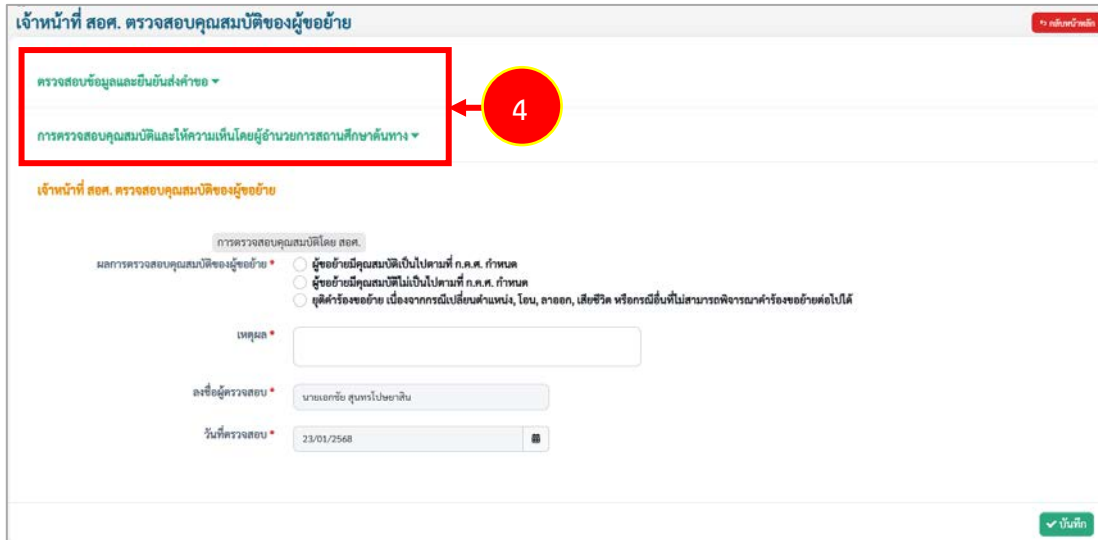 เจ้าหน้าที่ สอศ. ตรวจสอบคุณสมบัติของผู้ขอย้าย
กลับหน้าหลัก
ตรวจสอบข้อมูลและยืนยันส่งคำขอ
4
การตรวจสอบคุณสมบัติและให้ความเห็นโดยผู้อำนวยการสถานศึกษาต้นทาง
เจ้าหน้าที่ สอศ. ตรวจสอบคุณสมบัติของผู้ขอย้าย
การตรวจสอบคุณสมบัติโดย สอศ.
ผลการตรวจสอบคุณสมบัติของผู้ขอย้าย * ผู้ขอย้ายมีคุณสมบัติเป็นไปตามที่ ก.ค.ศ. กำหนด
ผู้ขอย้ายมีคุณสมบัติไม่เป็นไปตามที่ ก.ค.ศ. กำหนด
ยุติคำร้องขอย้าย เนื่องจากกรณีเปลี่ยนตำแหน่ง, โอน, ลาออก, เสียชีวิต หรือกรณีอื่นที่ไม่สามารถพิจารณาคำร้องขอย้ายต่อไปได้
เหตุผล *
ลงชื่อผู้ตรวจสอบ * นายเอกชัย สุนทรโปษยาสิน
วันที่ตรวจสอบ * 23/01/2568
บันทึก